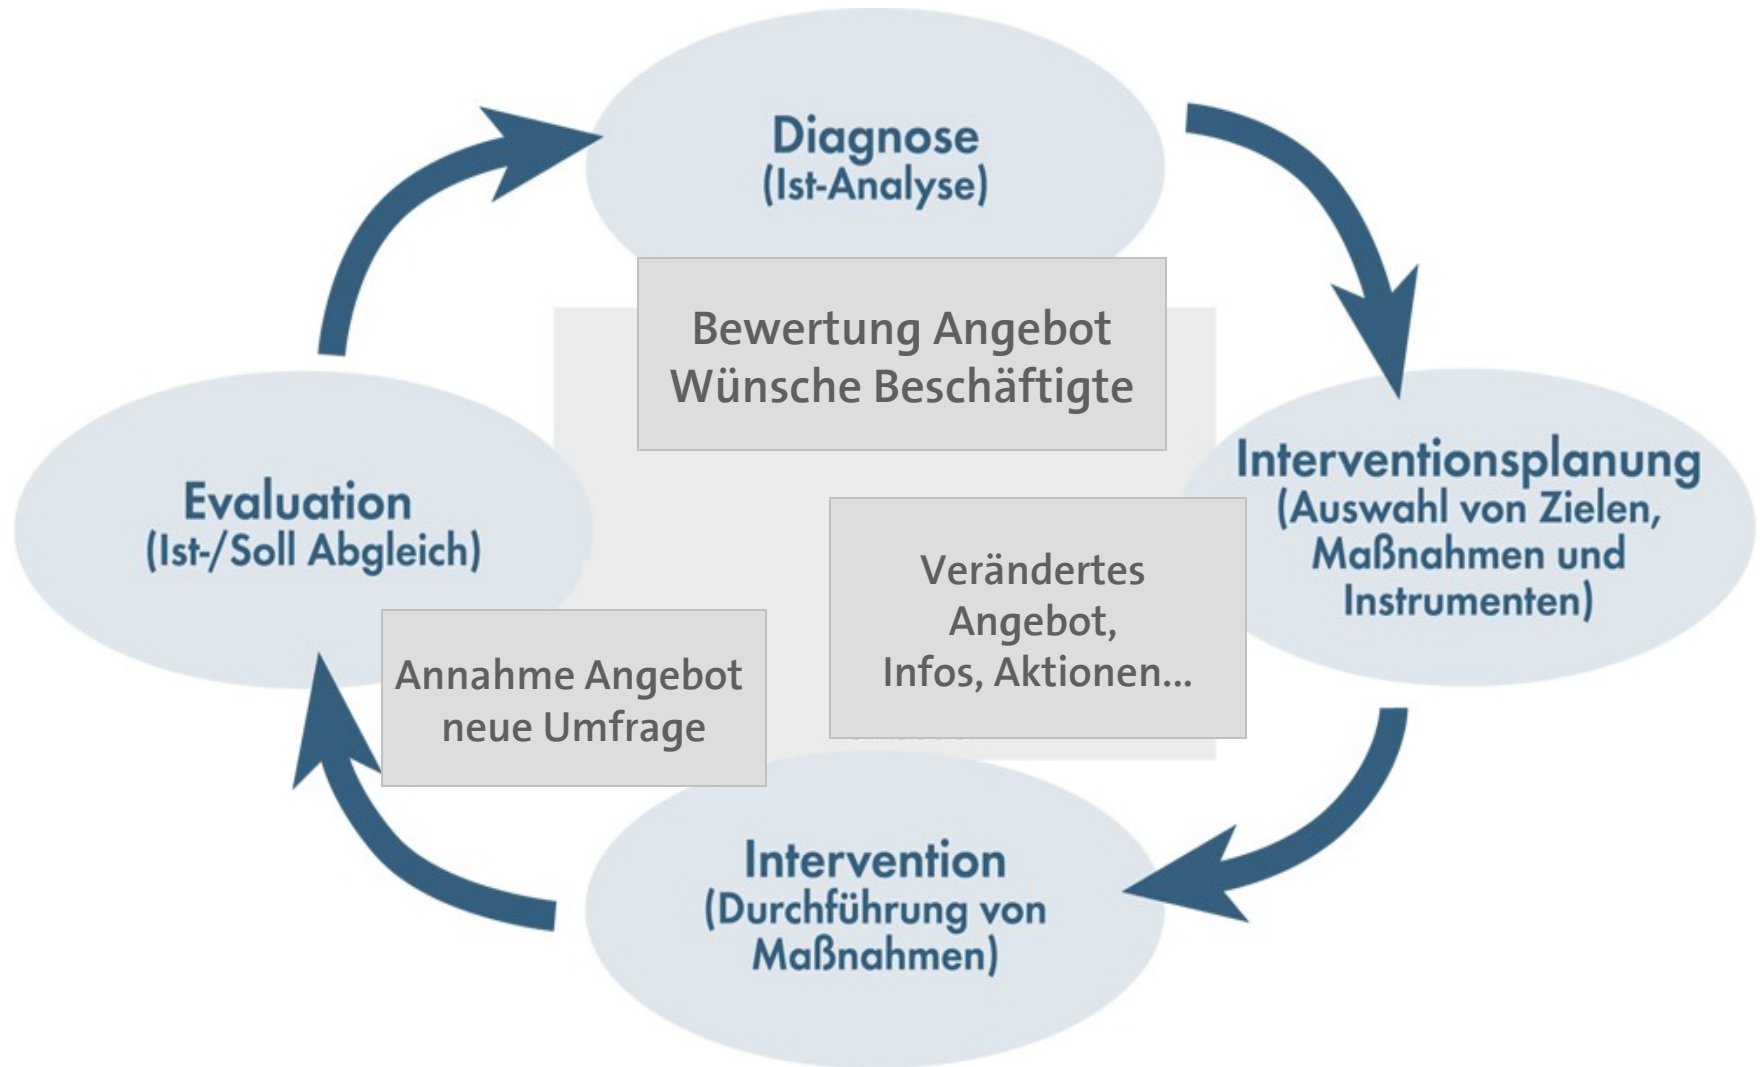 Diagnose
(Ist-Analyse)
Bewertung Angebot
Wünsche Beschäftigte
Interventionsplanung
(Auswahl von Zielen,
Maßnahmen und
Instrumenten)
Verändertes
Angebot,
Infos, Aktionen...
Evaluation
(Ist-/Soll Abgleich)
Annahme Angebot
neue Umfrage
Intervention
(Durchführung von
Maßnahmen)